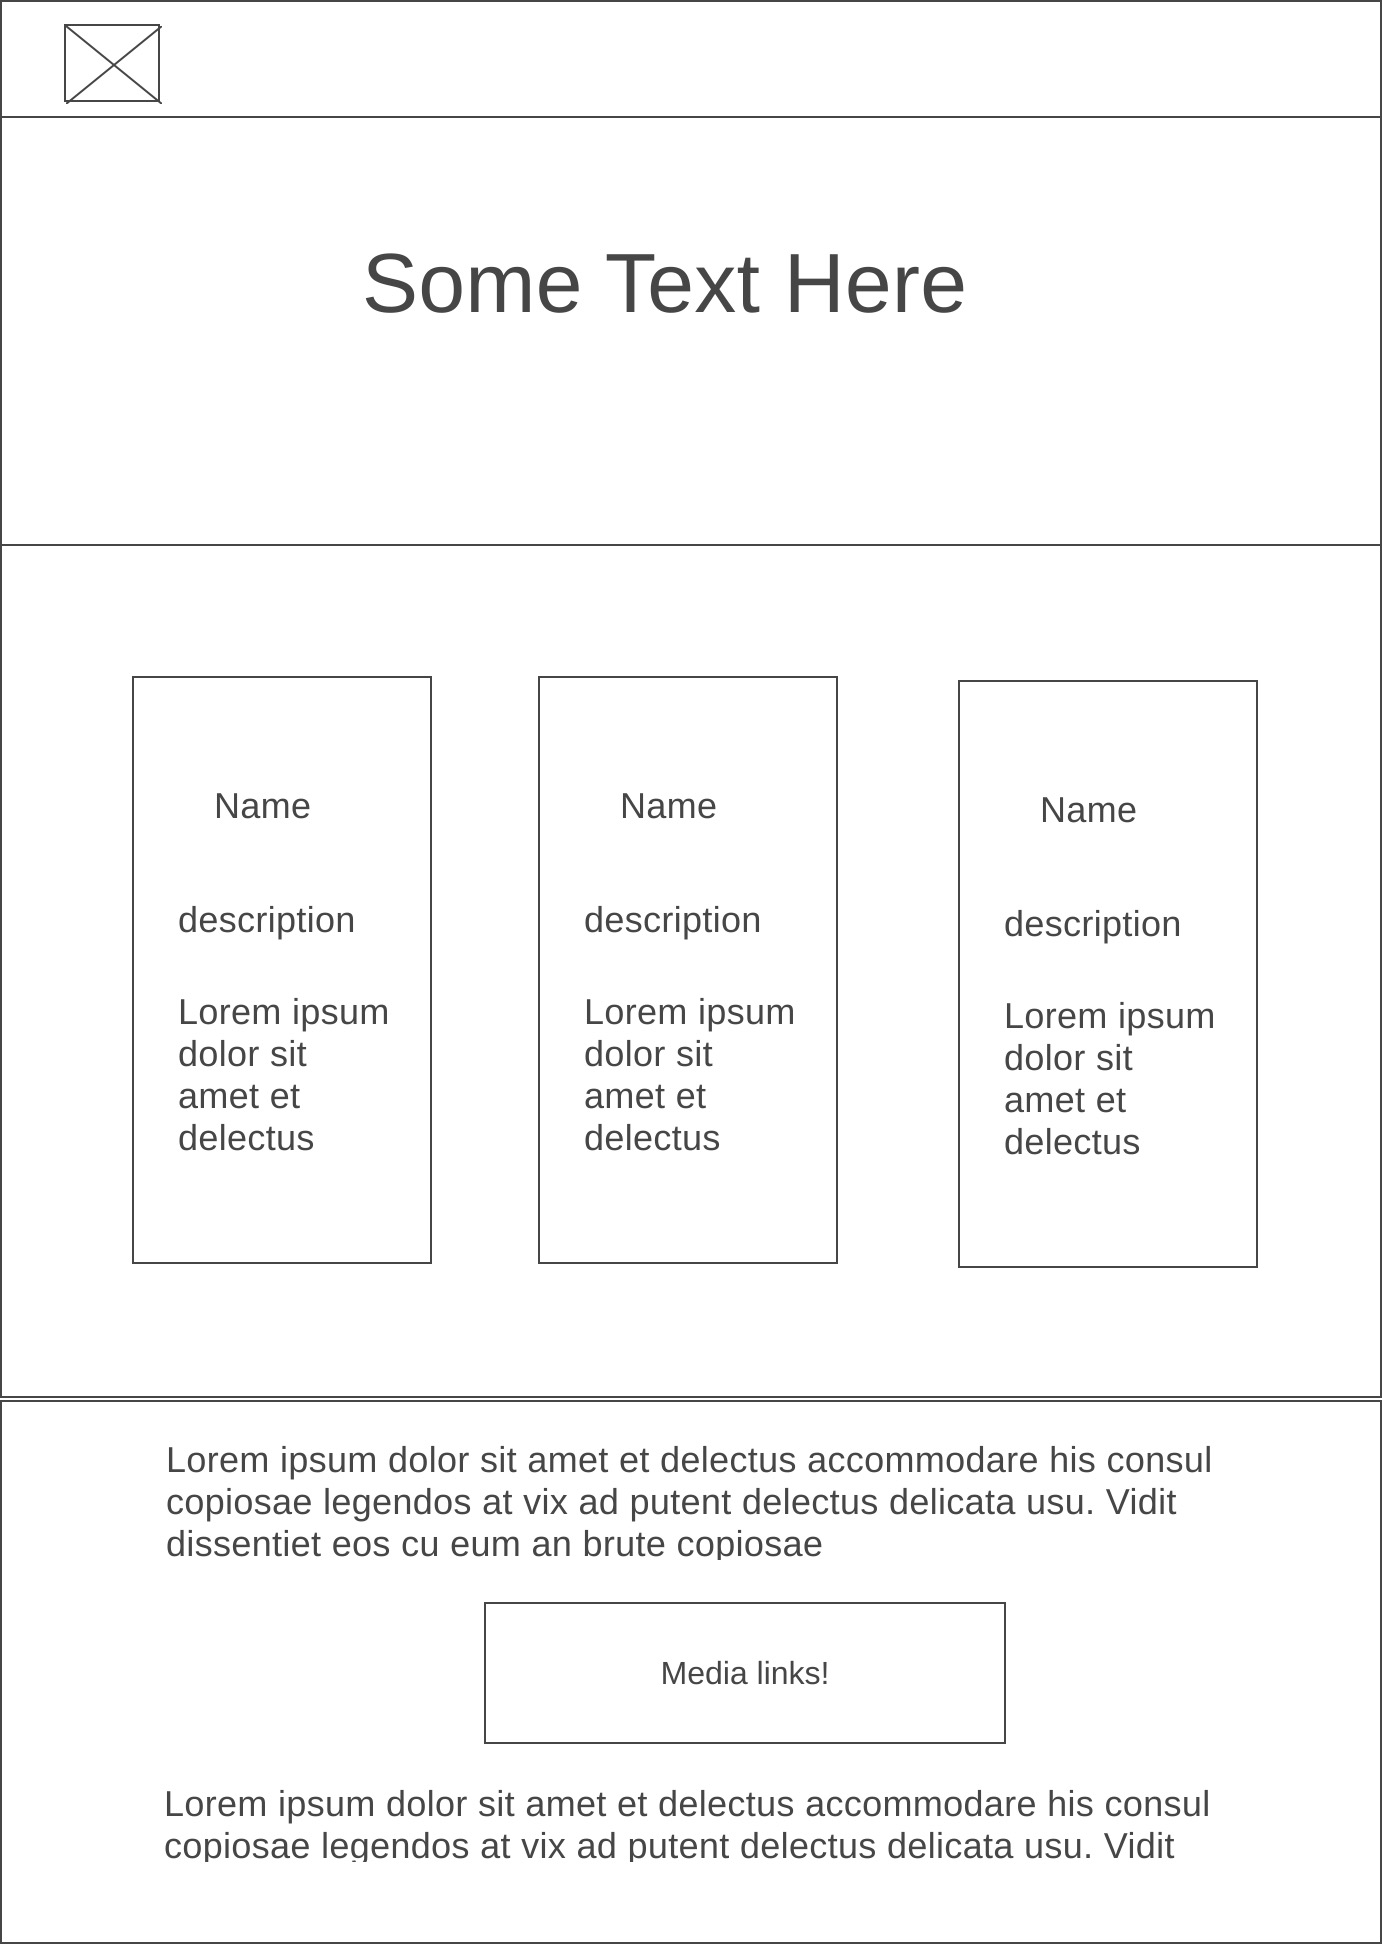 Some Text Here
Name
description
Lorem ipsum
dolor sit
amet et
delectus
Name
description
Lorem ipsum
dolor sit
amet et
delectus
Name
description
Lorem ipsum
dolor sit
amet et
delectus
Lorem ipsum dolor sit amet et delectus accommodare his consul
copiosae legendos at vix ad putent delectus delicata usu. Vidit
dissentiet eos cu eum an brute copiosae
Media links!
Lorem ipsum dolor sit amet et delectus accommodare his consul
copiosae legendos at vix ad putent delectus delicata usu. Vidit